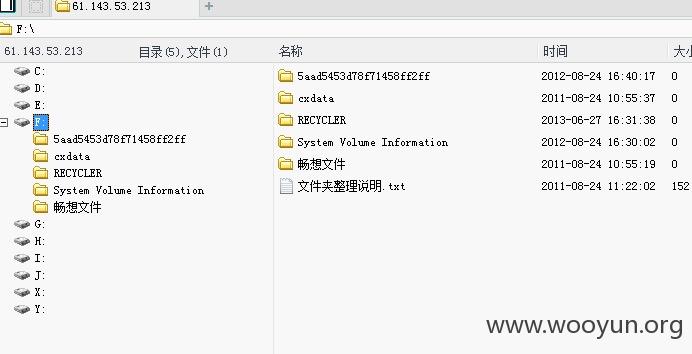 61.143.53.213
F:\
61.143.53.213 目录(5),文件(1) 名称 时间 大小
C:
D:
E:
F:
5aad5453d78f71458ff2ff
cxdata
RECYCLER
System Volume Information
畅想文件
G:
H:
I:
J:
X:
Y:
5aad5453d78f71458ff2ff 2012-08-24 16:40:17 0
cxdata 2011-08-24 10:55:37 0
RECYCLER 2013-06-27 16:31:38 0
System Volume Information 2012-08-24 16:30:02 0
畅想文件 2011-08-24 10:55:19 0
文件夹整理说明.txt 2011-08-24 11:22:02 152
www.wooyun.org